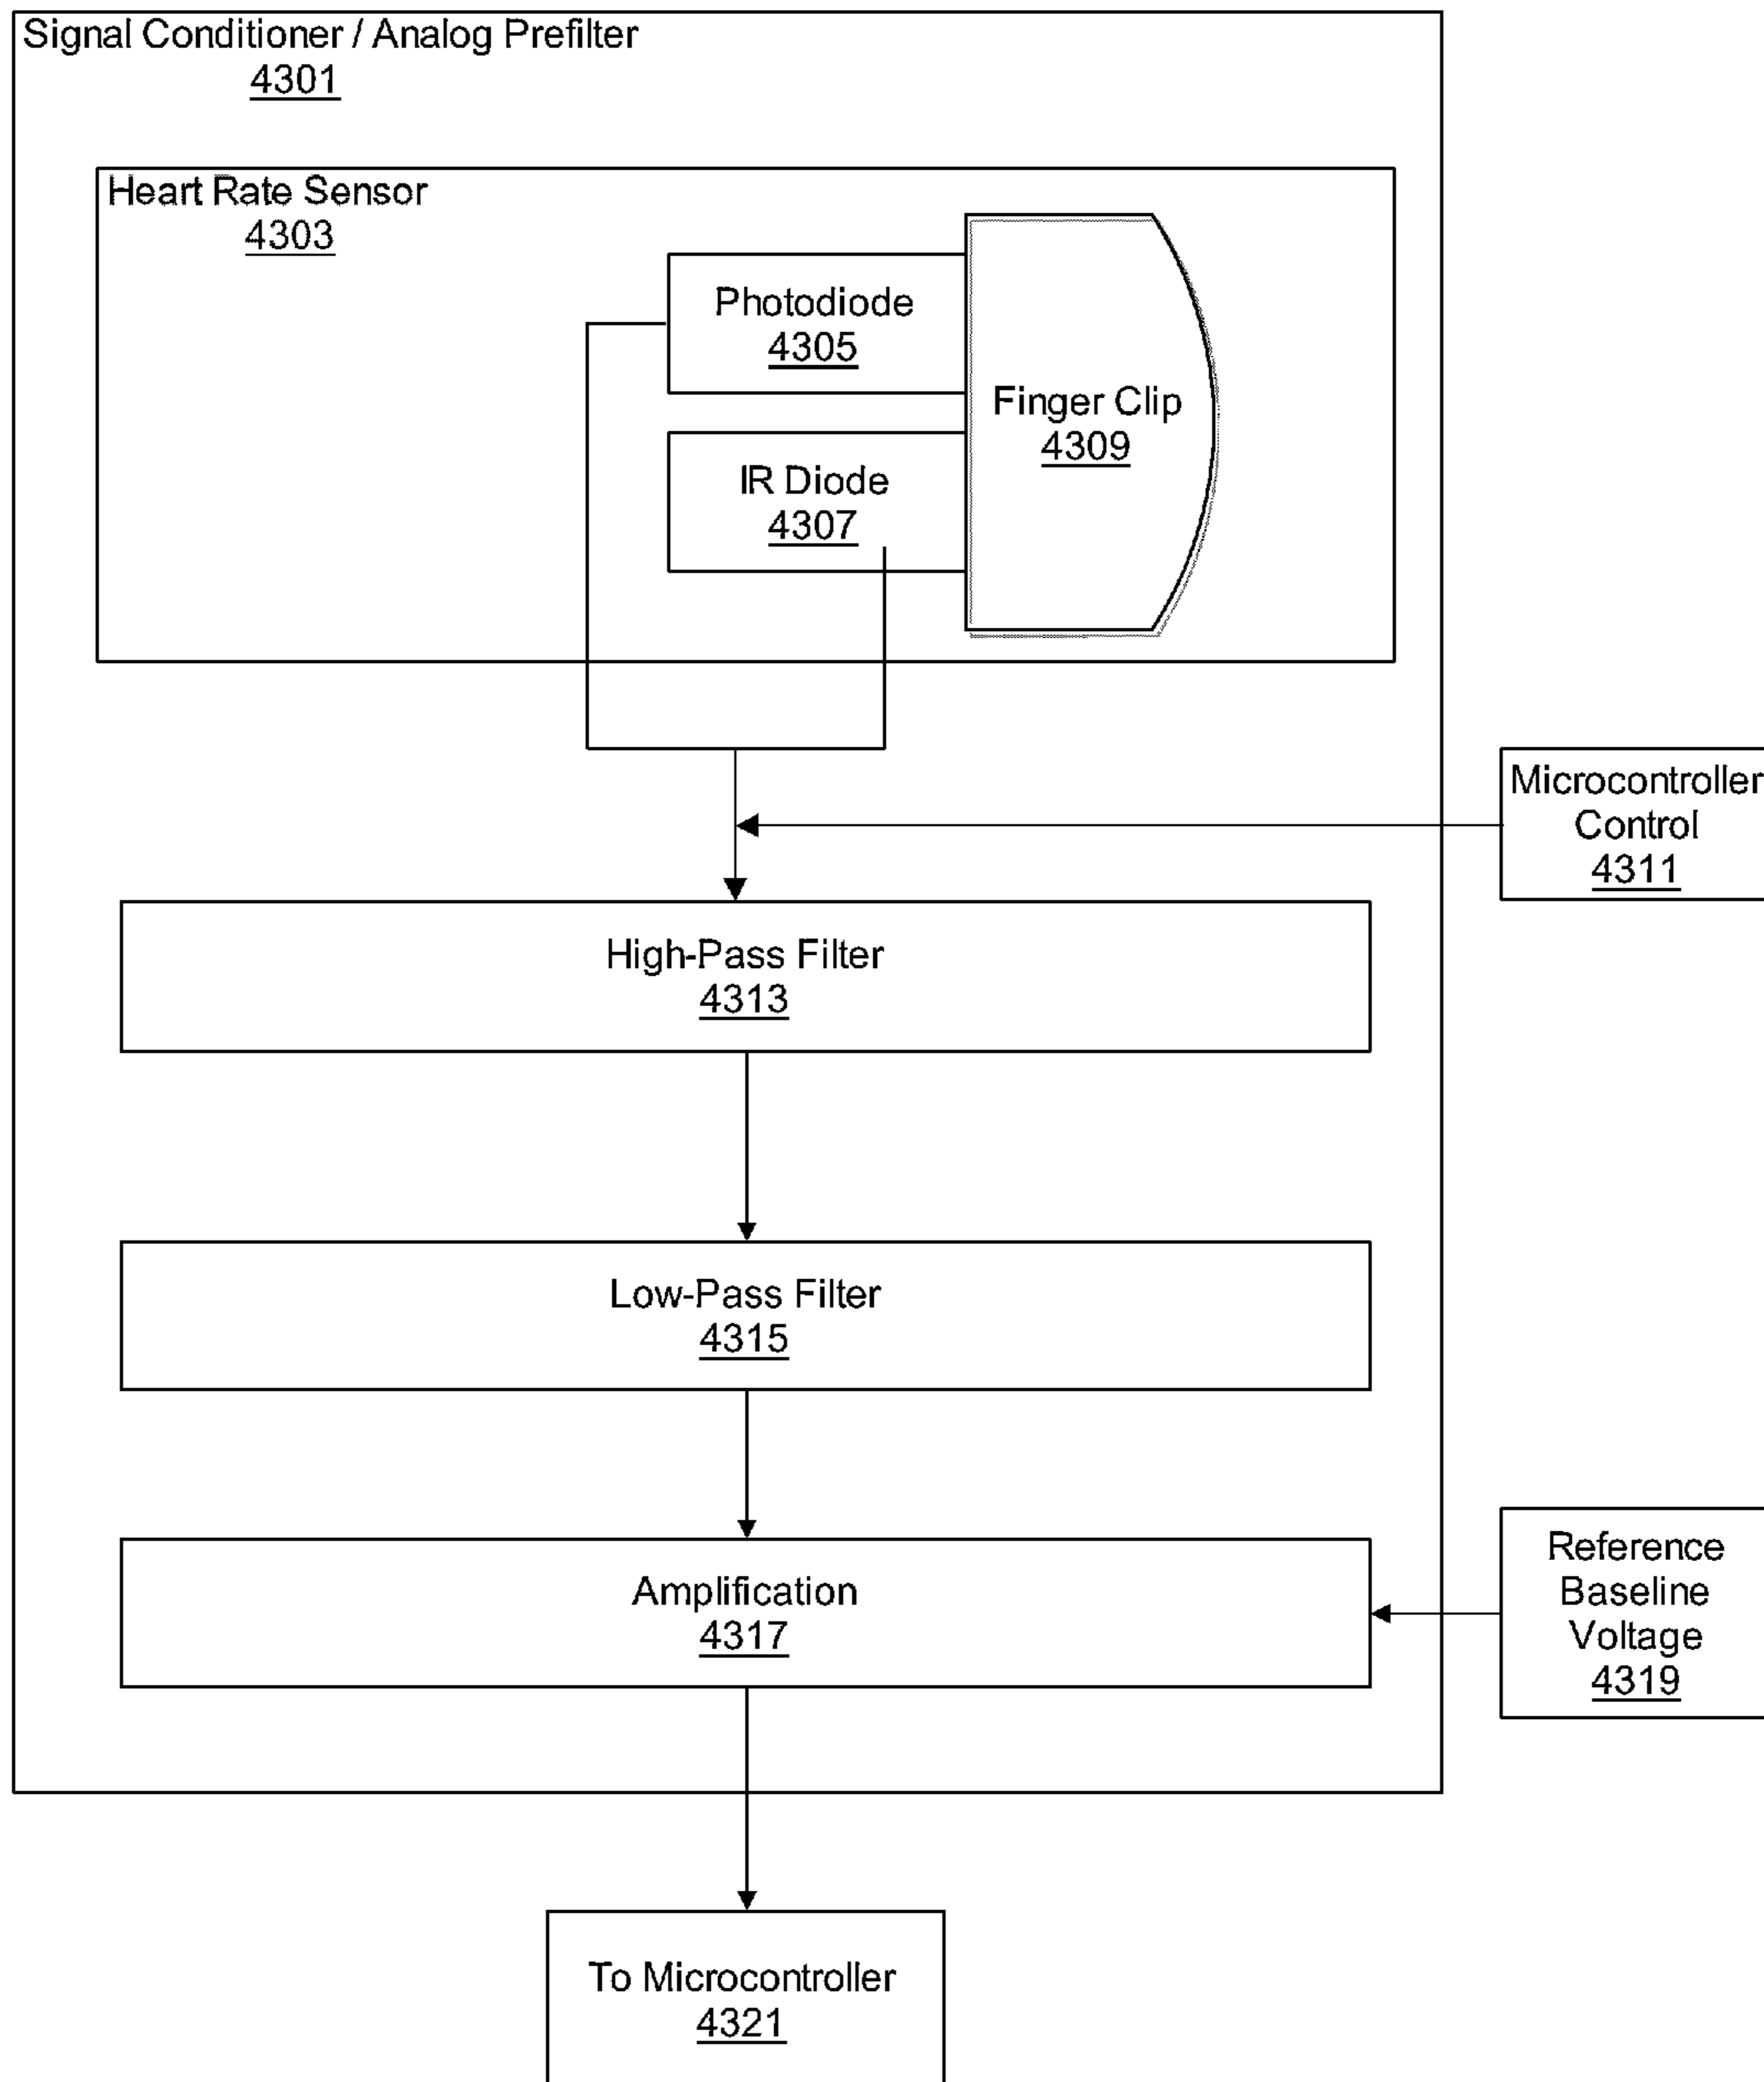 Signal Conditioner / Analog Prefilter
4301
Heart Rate Sensor
4303
Photodiode
4305
Finger Clip
4309
IR Diode
4307
Microcontroller
Control
4311
High-Pass Filter
4313
Low-Pass Filter
4315
Amplification
4317
Reference
Baseline
Voltage
4319
To Microcontroller
4321